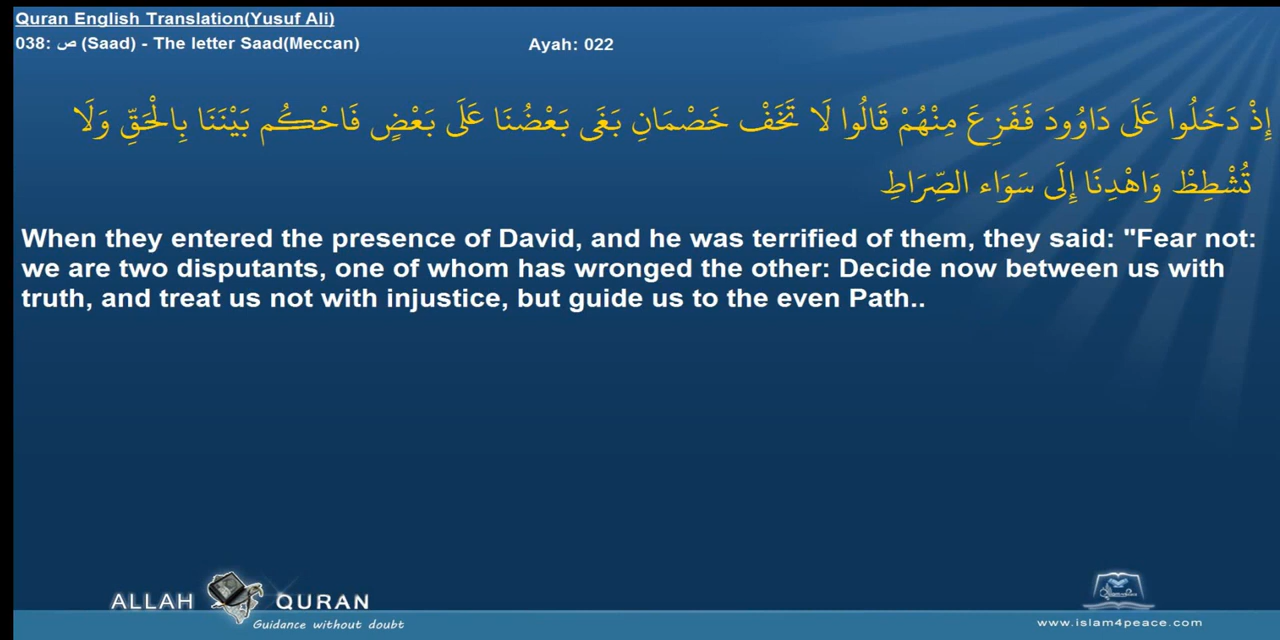 Quran English Translation(Yusuf Ali)
038: ص (Saad) - The letter Saad(Meccan)
Ayah: 022
إِذْ دَخَلُوا عَلَى دَاوُودَ فَفَزِعَ مِنْهُمْ قَالُوا لَا تَخَفْ خَصْمَانِ بَغَى بَعْضُنَا عَلَى بَعْضٍ فَاحْكُم بَيْنَنَا بِالْحَقِّ وَلَا
تُشْطِطْ وَاهْدِنَا إِلَى سَوَاء الصِّرَاطِ
When they entered the presence of David, and he was terrified of them, they said: "Fear not:
we are two disputants, one of whom has wronged the other: Decide now between us with
truth, and treat us not with injustice, but guide us to the even Path..
ALLAH QURAN
Guidance without doubt
www.islam4peace.com